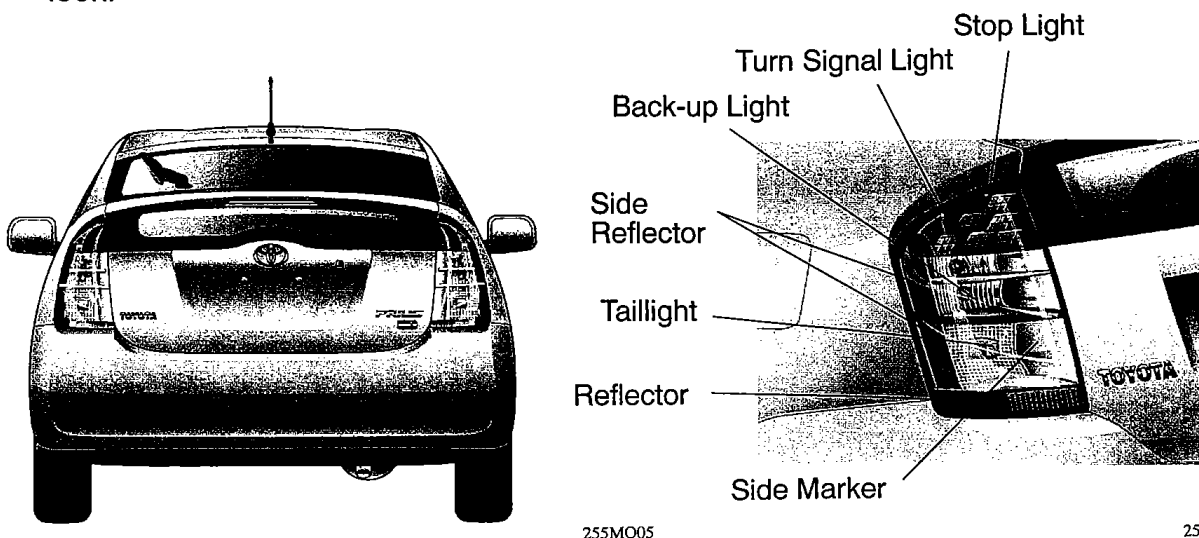 Stop Light
Turn Signal Light
Back-up Light
Side
Reflector
Taillight
Reflector
Side Marker
TOYOTA
PRIUS
TOYOTA
255MO05
25